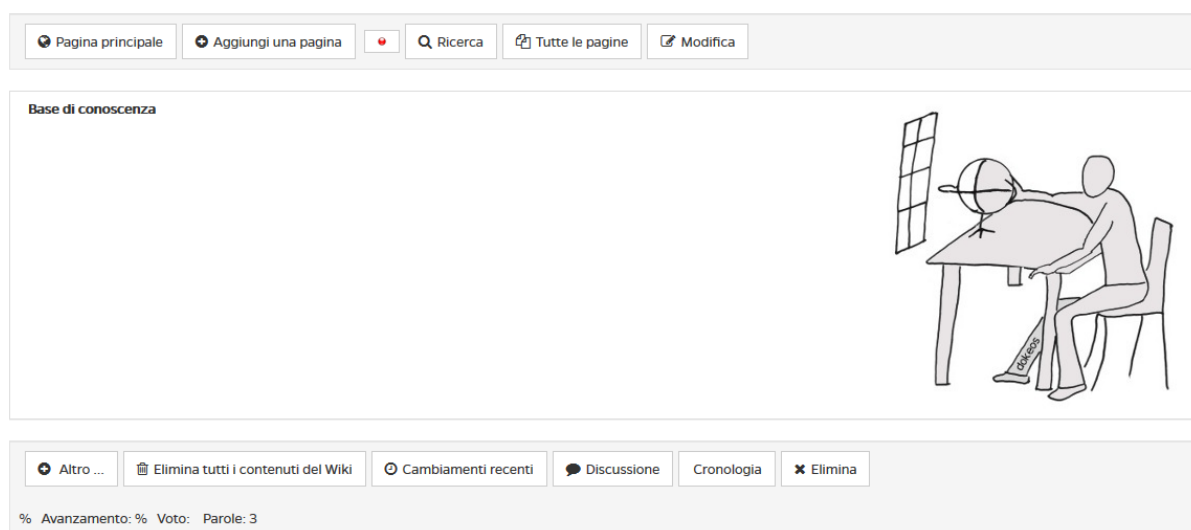 Pagina principale Aggiungi una pagina Ricerca Tutte le pagine Modifica
Base di conoscenza
dokeos
Altro ... Elimina tutti i contenuti del Wiki Cambiamenti recenti Discussione Cronologia Elimina
% Avanzamento: % Voto: Parole: 3